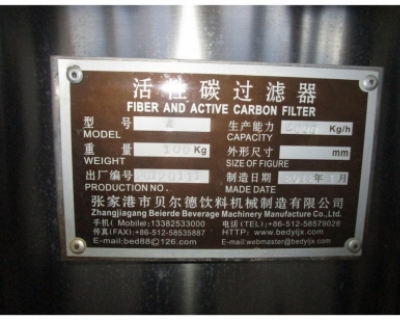 活性碳过滤器
FIBER AND ACTIVE CARBON FILTER
型号 生产能力 Kg/h
MODEL CAPACITY
重量 100 Kg 外形尺寸 mm
WEIGHT SIZE OF FIGURE
出厂编号 制造日期 年 月
PRODUCTION NO. MADE DATE
张家港市贝尔德饮料机械制造有限公司
Zhangjiagang Beierde Beverage Machinery Manufacture Co.,Ltd.
手机(Mobile):13382533000 电话(TEL):+86-512-58579028
传真(FAX):+86-512-58535887 HTTP: www.bedyljx.com
E-mail:bed88@126.com E-mail/webmaster@bedyljx.com